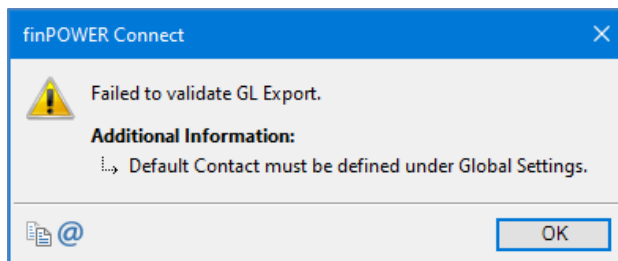 finPOWER Connect
Failed to validate GL Export.
Additional Information:
Default Contact must be defined under Global Settings.
@
OK